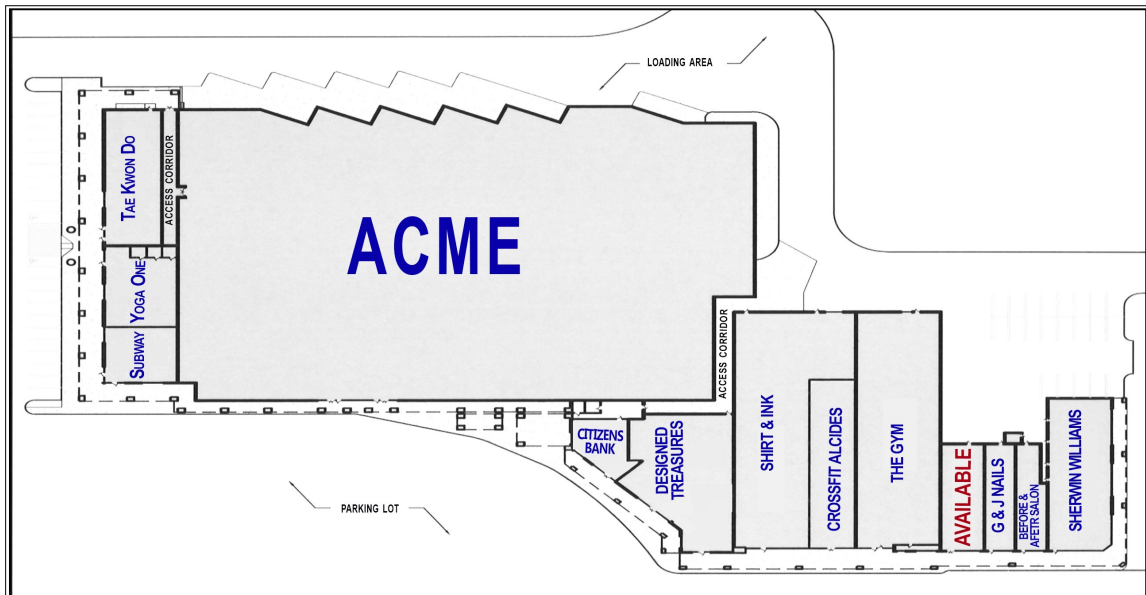 LOADING AREA
TAE KWON DO
ACCESS CORRIDOR
ACME
YOGA ONE
SUBWAY
ACCESS CORRIDOR
CITIZENS
BANK
DESIGNED
TREASURES
SHIRT & INK
CROSSFIT ALCIDES
THE GYM
AVAILABLE
G & J NAILS
BEFORE &
AFETR SALON
SHERWIN WILLIAMS
PARKING LOT